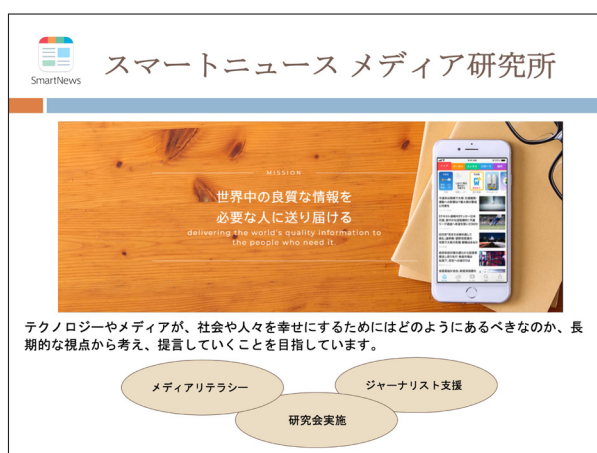 SmartNews
スマートニュース メディア研究所
MISSION
世界中の良質な情報を
必要な人に送り届ける
delivering the world's quality information to
the people who need it.
テクノロジーやメディアが、社会や人々を幸せにするためにはどのようにあるべきなのか、長
期的な視点から考え、提言していくことを目指しています。
メディアリテラシー
ジャーナリスト支援
研究会実施